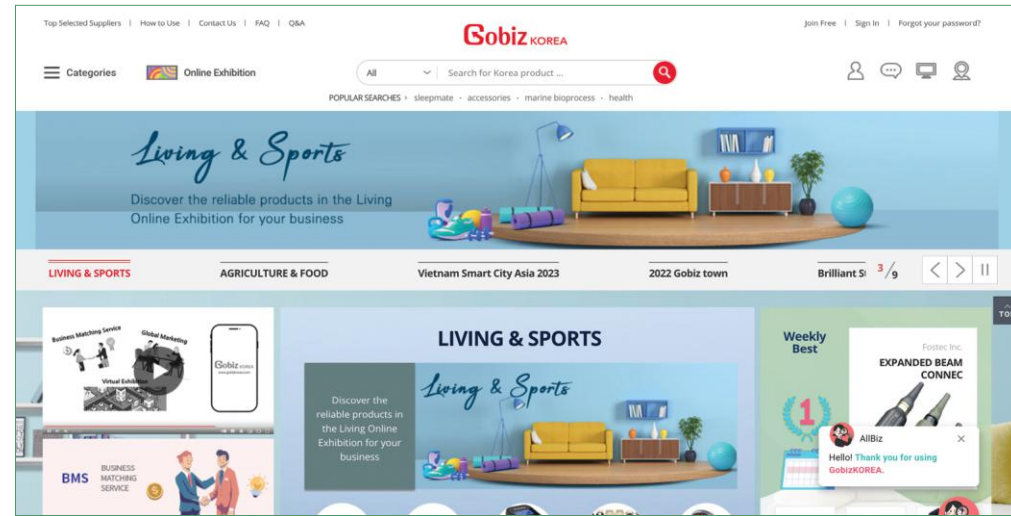 Top Selected Suppliers | How to Use | Contact Us | FAQ | Q&A
Join Free | Sign In | Forgot your password?
Gobiz KOREA
Categories
Online Exhibition
All
Search for Korea product ...
POPULAR SEARCHES › sleepmate - accessories - marine bioprocess - health
Living & Sports
Discover the reliable products in the Living
Online Exhibition for your business
LIVING & SPORTS
AGRICULTURE & FOOD
Vietnam Smart City Asia 2023
2022 Gobiz town
Brilliant
3/9
TO
Business Matching Service
Global Marketing
Virtual
Gobiz KOREA
BMS
BUSINESS
MATCHING
SERVICE
LIVING & SPORTS
Discover the
reliable products in
the Living Online
Exhibition for your
business
Living & Sports
Weekly
Best
1
Fostec Inc.
EXPANDED BEAM
CONNEC
AllBiz
Hello! Thank you for using
GobizKOREA.